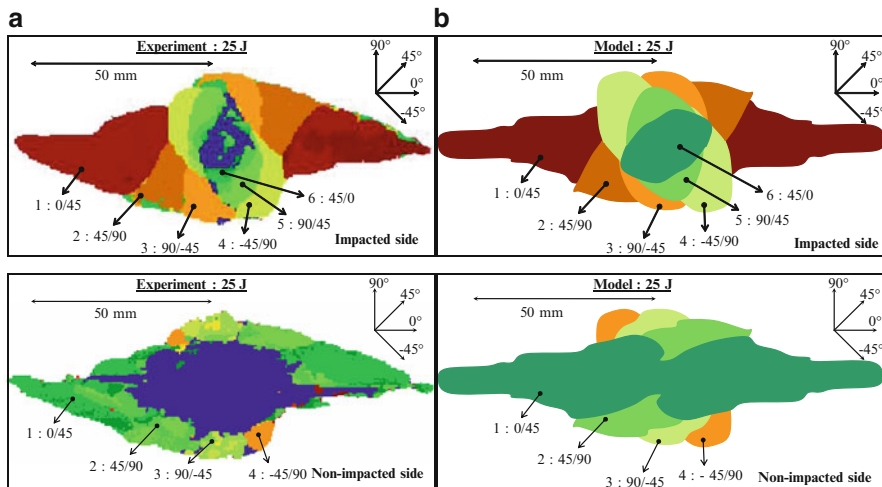 a
Experiment : 25 J
50 mm
90°
45°
0°
-45°
1 : 0/45
2 : 45/90
3 : 90/-45
4 : -45/90
5 : 90/45
6 : 45/0
Impacted side
b
Model : 25 J
50 mm
90°
45°
0°
-45°
1 : 0/45
2 : 45/90
3 : 90/-45
4 : -45/90
5 : 90/45
6 : 45/0
Impacted side
Experiment : 25 J
50 mm
90°
45°
0°
-45°
1 : 0/45
2 : 45/90
3 : 90/-45
4 : -45/90
Non-impacted side
Model : 25 J
50 mm
90°
45°
0°
-45°
1 : 0/45
2 : 45/90
3 : 90/-45
4 : - 45/90
Non-impacted side